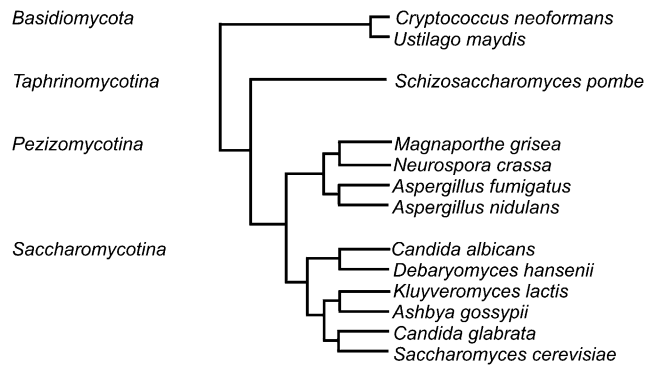 Basidiomycota
Cryptococcus neoformans
Ustilago maydis
Taphrinomycotina
Schizosaccharomyces pombe
Pezizomycotina
Magnaporthe grisea
Neurospora crassa
Aspergillus fumigatus
Aspergillus nidulans
Saccharomycotina
Candida albicans
Debaryomyces hansenii
Kluyveromyces lactis
Ashbya gossypii
Candida glabrata
Saccharomyces cerevisiae